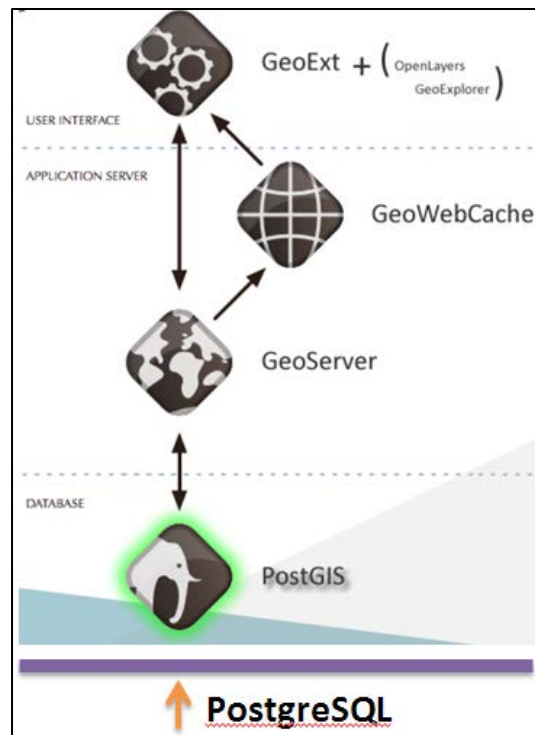 GeoExt + ( OpenLayers
GeoExplorer )
USER INTERFACE
APPLICATION SERVER
GeoWebCache
GeoServer
DATABASE
PostGIS
PostgreSQL